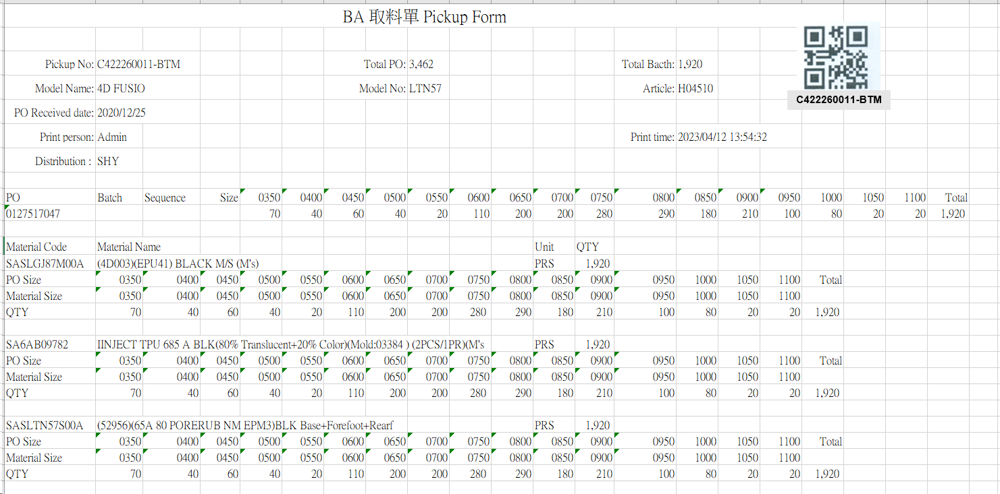 BA 取料單 Pickup Form
Pickup No: C422260011-BTM Total PO: 3,462 Total Bacth: 1,920
Model Name: 4D FUSIO Model No: LTN57 Article: H04510
C422260011-BTM
PO Received date: 2020/12/25
Print person: Admin Print time: 2023/04/12 13:54:32
Distribution : SHY
PO Batch Sequence Size 0350 0400 0450 0500 0550 0600 0650 0700 0750 0800 0850 0900 0950 1000 1050 1100 Total
0127517047 70 40 60 40 20 110 200 200 280 290 180 210 100 80 20 20 1,920
Material Code Material Name Unit QTY
SASLGJ87M00A (4D003)(EPU41) BLACK M/S (M's) PRS 1,920
PO Size 0350 0400 0450 0500 0550 0600 0650 0700 0750 0800 0850 0900 0950 1000 1050 1100 Total
Material Size 0350 0400 0450 0500 0550 0600 0650 0700 0750 0800 0850 0900 0950 1000 1050 1100
QTY 70 40 60 40 20 110 200 200 280 290 180 210 100 80 20 20 1,920
SA6AB09782 IINJECT TPU 685 A BLK(80% Translucent+20% Color)(Mold:03384 ) (2PCS/1PR)(M's PRS 1,920
PO Size 0350 0400 0450 0500 0550 0600 0650 0700 0750 0800 0850 0900 0950 1000 1050 1100 Total
Material Size 0350 0400 0450 0500 0550 0600 0650 0700 0750 0800 0850 0900 0950 1000 1050 1100
QTY 70 40 60 40 20 110 200 200 280 290 180 210 100 80 20 20 1,920
SASLTN57S00A (52956)(65A 80 PORERUB NM EPM3)BLK Base+Forefoot+Rearf PRS 1,920
PO Size 0350 0400 0450 0500 0550 0600 0650 0700 0750 0800 0850 0900 0950 1000 1050 1100 Total
Material Size 0350 0400 0450 0500 0550 0600 0650 0700 0750 0800 0850 0900 0950 1000 1050 1100
QTY 70 40 60 40 20 110 200 200 280 290 180 210 100 80 20 20 1,920